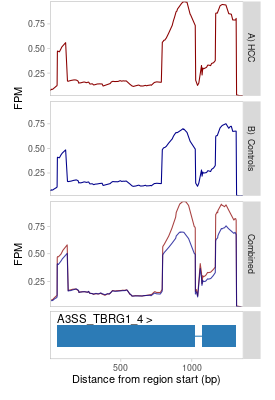 0.75
0.50
0.25
FPM
A) HCC
0.75
0.50
0.25
FPM
B): Controls
0.75
0.50
0.25
FPM
Combined
A3SS_TBRG1_4 >
500
1000
Distance from region start (bp)